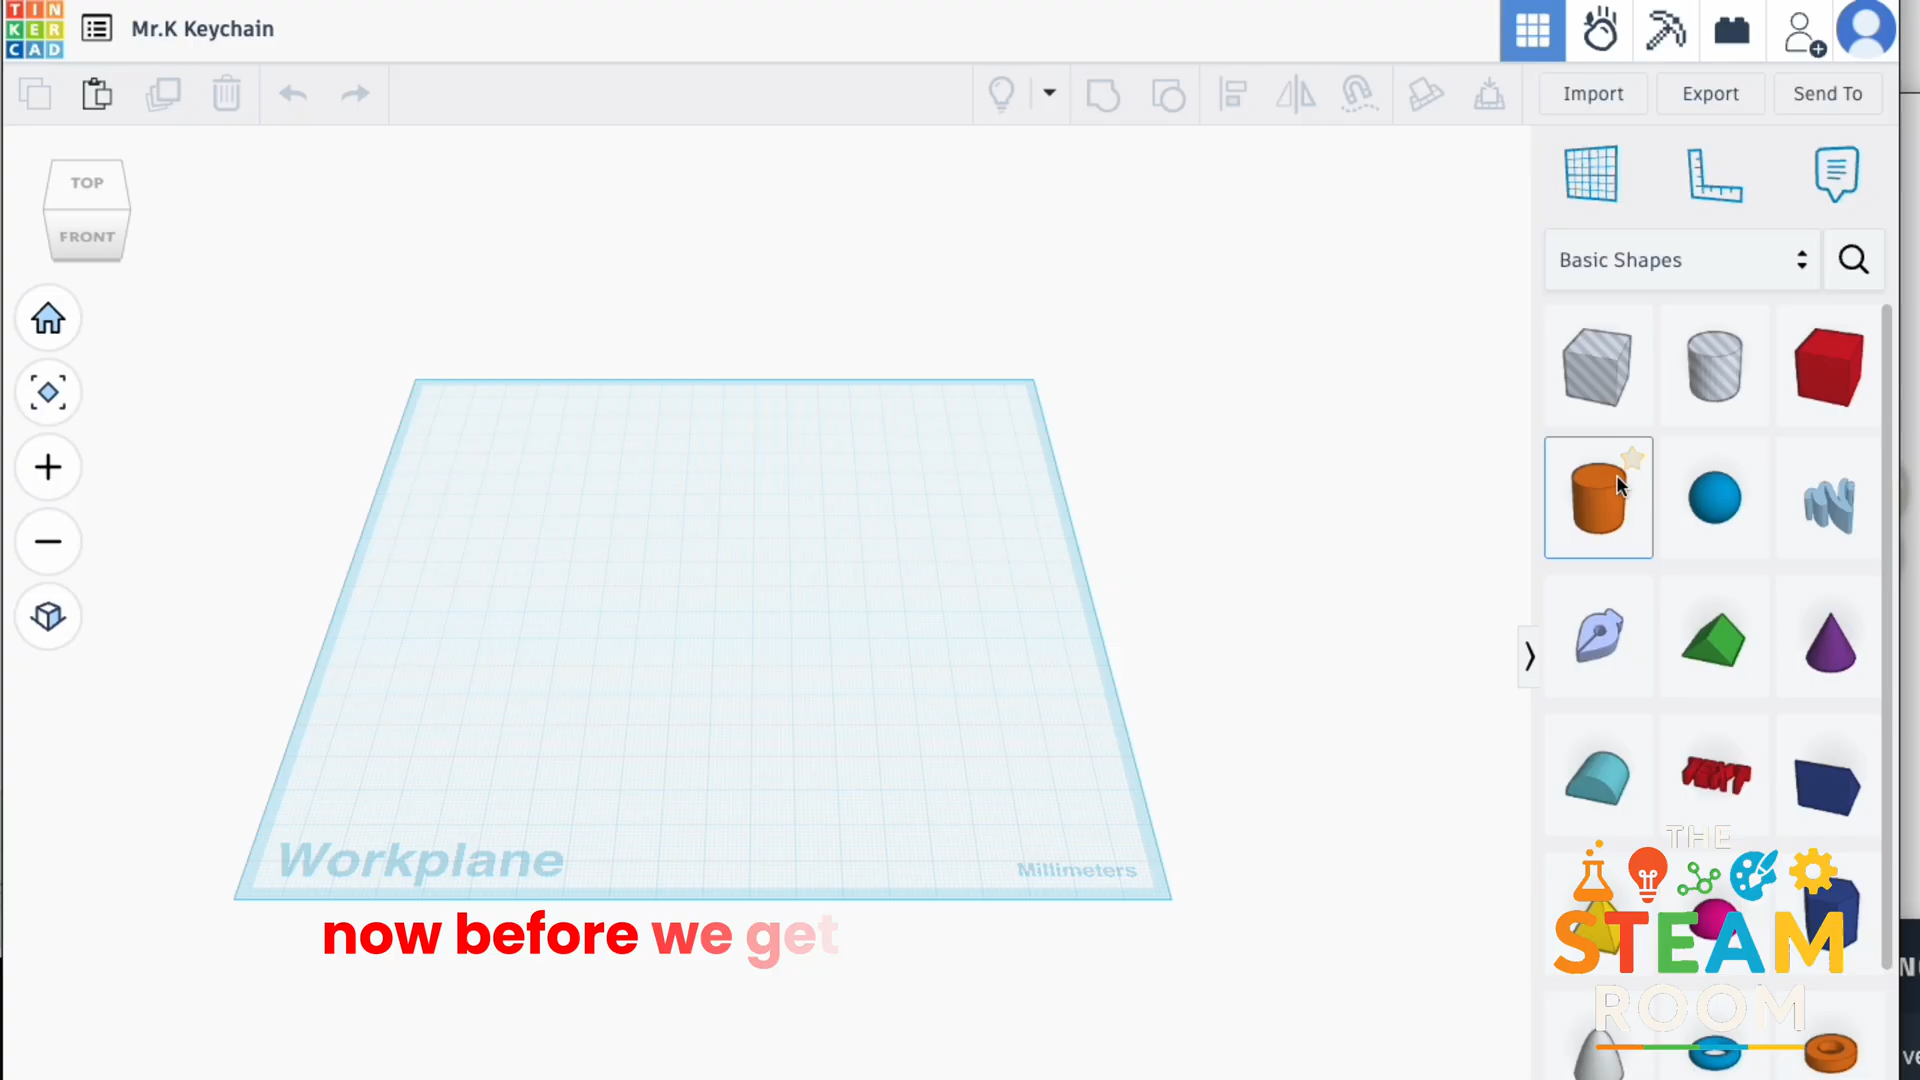 TIN
KER
CAD
Mr.K Keychain
Import
Export
Send To
TOP
FRONT
Basic Shapes
TEXT
Workplane
Millimeters
now before we get
THE
STEAM
ROOM